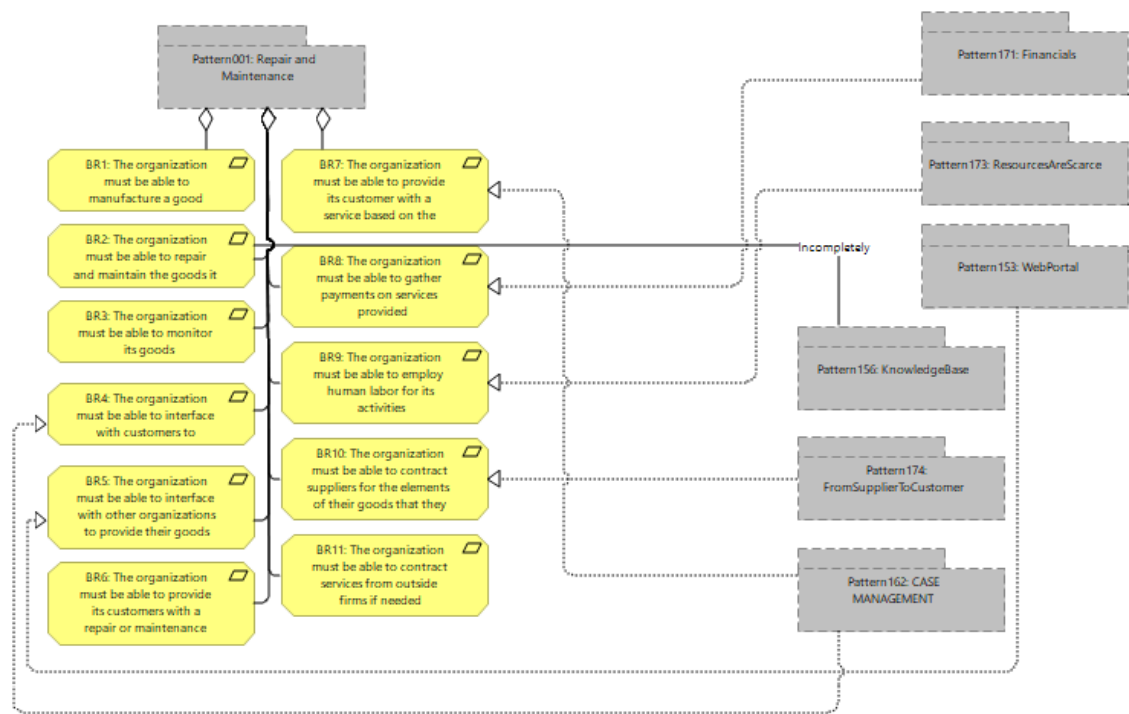 Pattern001: Repair and
Maintenance
BR1: The organization
must be able to
manufacture a good
BR2: The organization
must be able to repair
and maintain the goods it
BR3: The organization
must be able to monitor
its goods
BR4: The organization
must be able to interface
with customers to
BR5: The organization
must be able to interface
with other organizations
to provide their goods
BR6: The organization
must be able to provide
its customers with a
repair or maintenance
BR7: The organization
must be able to provide
its customer with a
service based on the
BR8: The organization
must be able to gather
payments on services
provided
BR9: The organization
must be able to employ
human labor for its
activities
BR10: The organization
must be able to contract
suppliers for the elements
of their goods that they
BR11: The organization
must be able to contract
services from outside
firms if needed
Incompletely
Pattern171: Financials
Pattern173: ResourcesAreScarce
Pattern153: WebPortal
Pattern156: KnowledgeBase
Pattern174:
FromSupplierToCustomer
Pattern162: CASE
MANAGEMENT